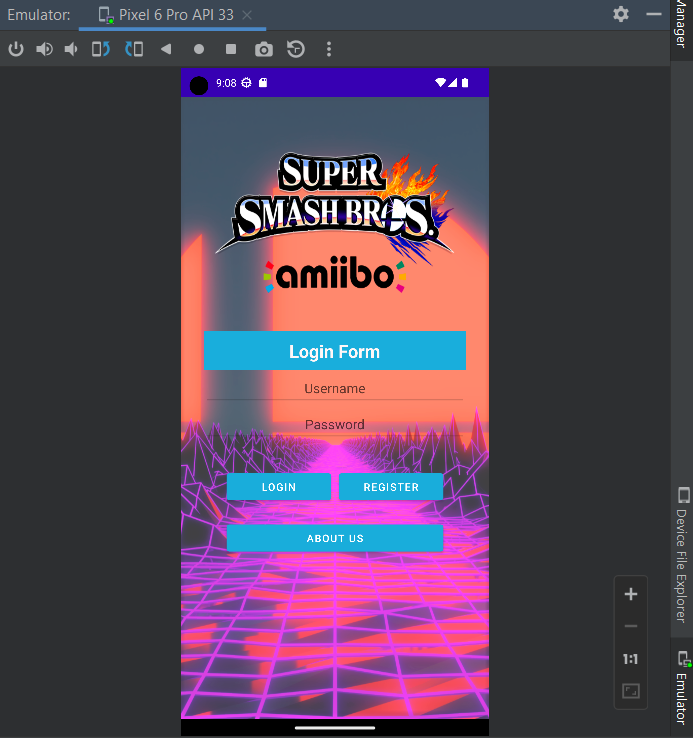 Emulator: Pixel 6 Pro API 33
Manager
9:08
SUPER
SMASH BROS.
amiibo
Login Form
Username
Password
LOGIN REGISTER
ABOUT US
Device File Explorer
1:1
Emulator